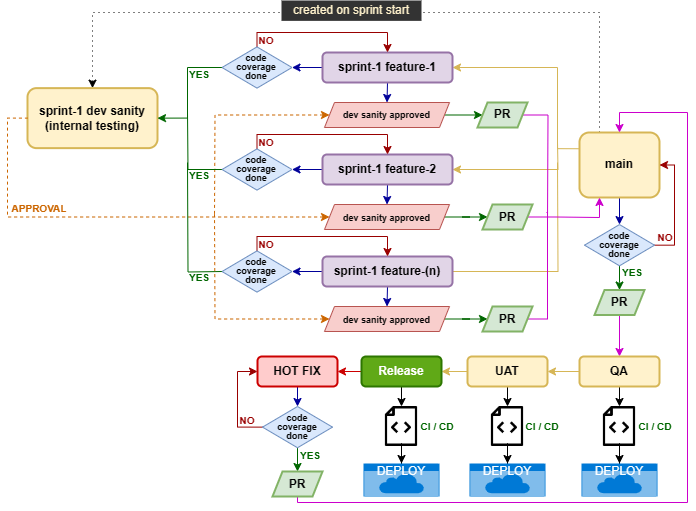 created on sprint start
NO
code
coverage
done
YES
sprint-1 feature-1
sprint-1 dev sanity
(internal testing)
dev sanity approved
PR
NO
code
coverage
done
YES
sprint-1 feature-2
main
APPROVAL
dev sanity approved
PR
NO
code
coverage
done
YES
sprint-1 feature-(n)
code
coverage
done
NO
YES
dev sanity approved
PR
PR
HOT FIX
Release
UAT
QA
NO
code
coverage
done
YES
CI / CD
CI / CD
CI / CD
PR
DEPLOY
DEPLOY
DEPLOY